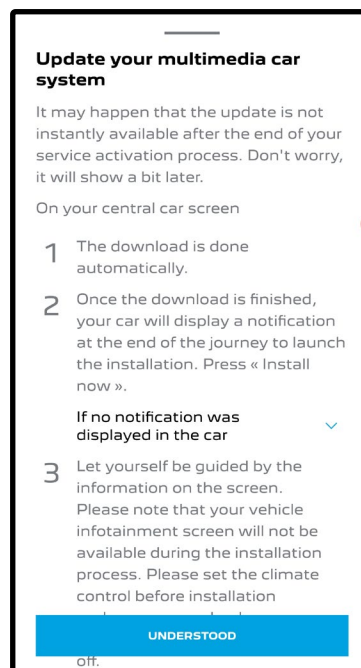 Update your multimedia car
system
It may happen that the update is not
instantly available after the end of your
service activation process. Don't worry,
it will show a bit later.
On your central car screen
1 The download is done
automatically.
2 Once the download is finished,
your car will display a notification
at the end of the journey to launch
the installation. Press « Install
now ».
If no notification was
displayed in the car
3 Let yourself be guided by the
information on the screen.
Please note that your vehicle
infotainment screen will not be
available during the installation
process. Please set the climate
control before installation
UNDERSTOOD
off.